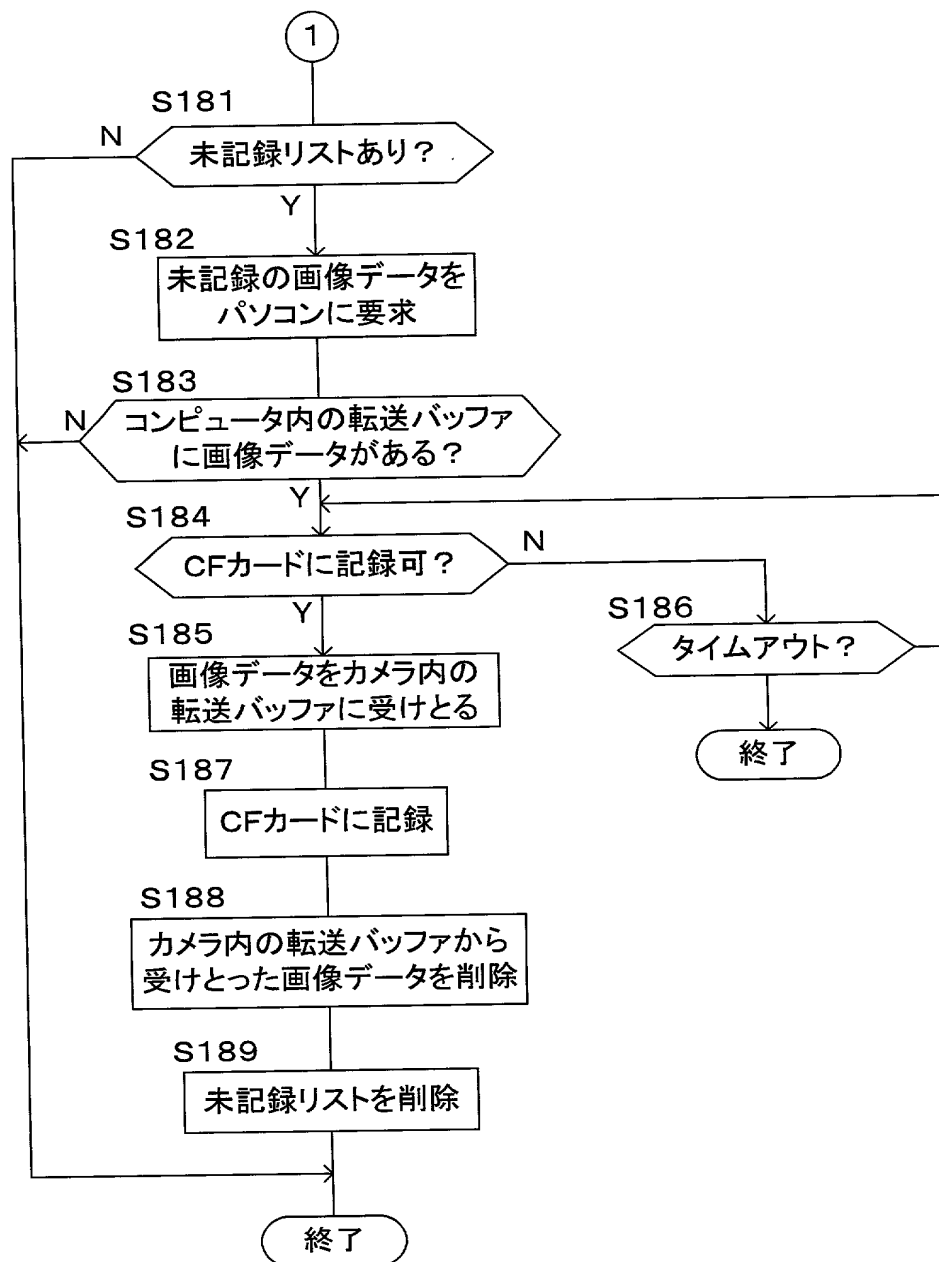 1
S181
N
未記録リストあり？
Y
S182
未記録の画像データを
パソコンに要求
S183
N
コンピュータ内の転送バッファ
に画像データがある？
Y
S184
CFカードに記録可？
N
Y
S186
タイムアウト？
終了
S185
画像データをカメラ内の
転送バッファに受けとる
S187
CFカードに記録
S188
カメラ内の転送バッファから
受けとった画像データを削除
S189
未記録リストを削除
終了